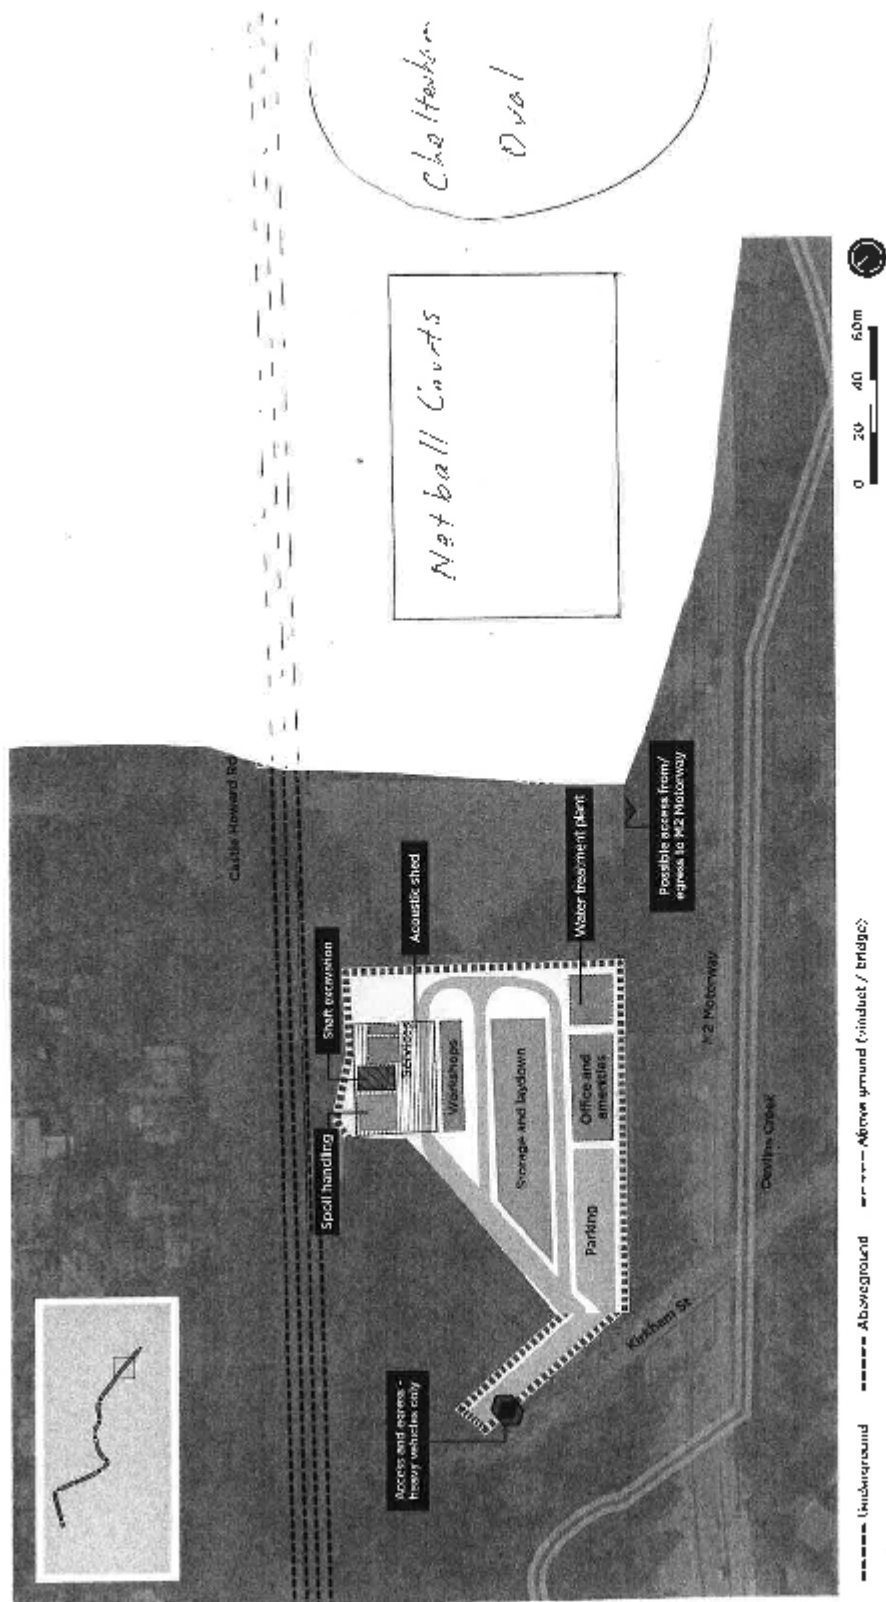 Cheltenham
Oval
Netball Courts
Castle Howard Rd
Shaft excavation
Acoustic shed
Spoil handling
Services
Workshops
Storage and laydown
Water treatment plant
Office and
amenities
Parking
Possible access from/
egress to M2 Motorway
Access and egress -
heavy vehicles only
Kirkham St
M2 Motorway
Devlins Creek
Underground
Aboveground
Above ground (viaduct / bridge)
0 20 40 60m